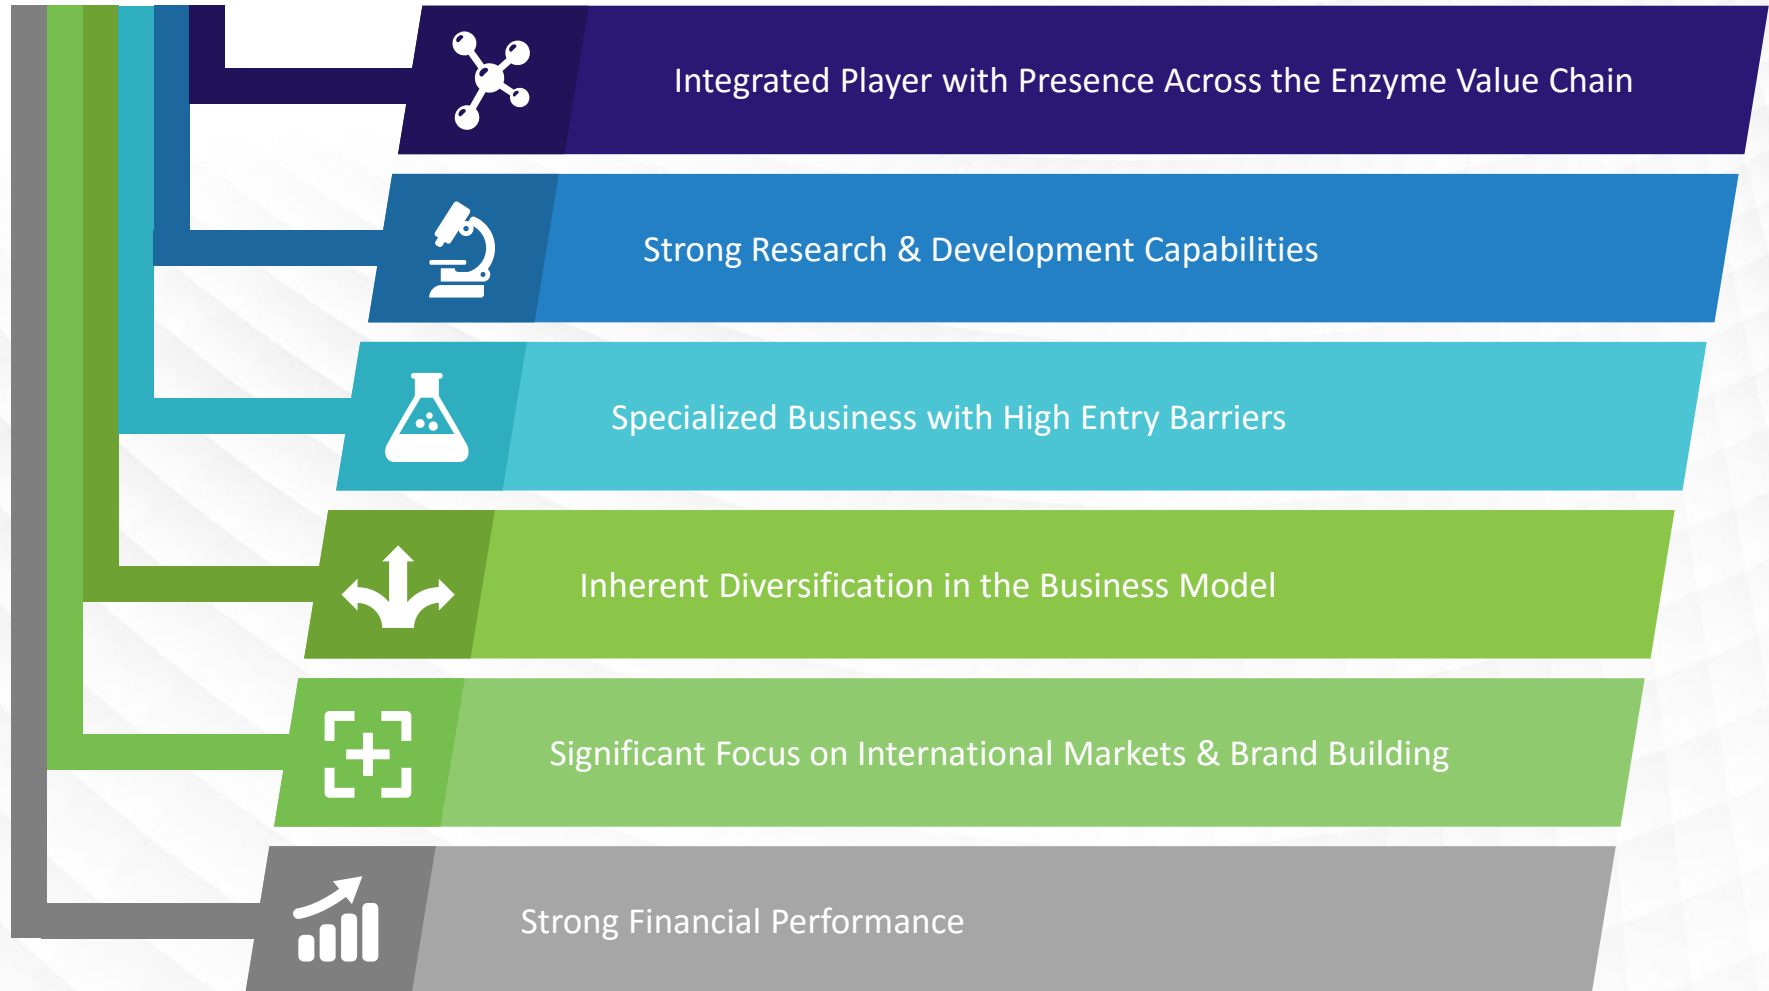 Integrated Player with Presence Across the Enzyme Value Chain
Strong Research & Development Capabilities
Specialized Business with High Entry Barriers
Inherent Diversification in the Business Model
Significant Focus on International Markets & Brand Building
Strong Financial Performance